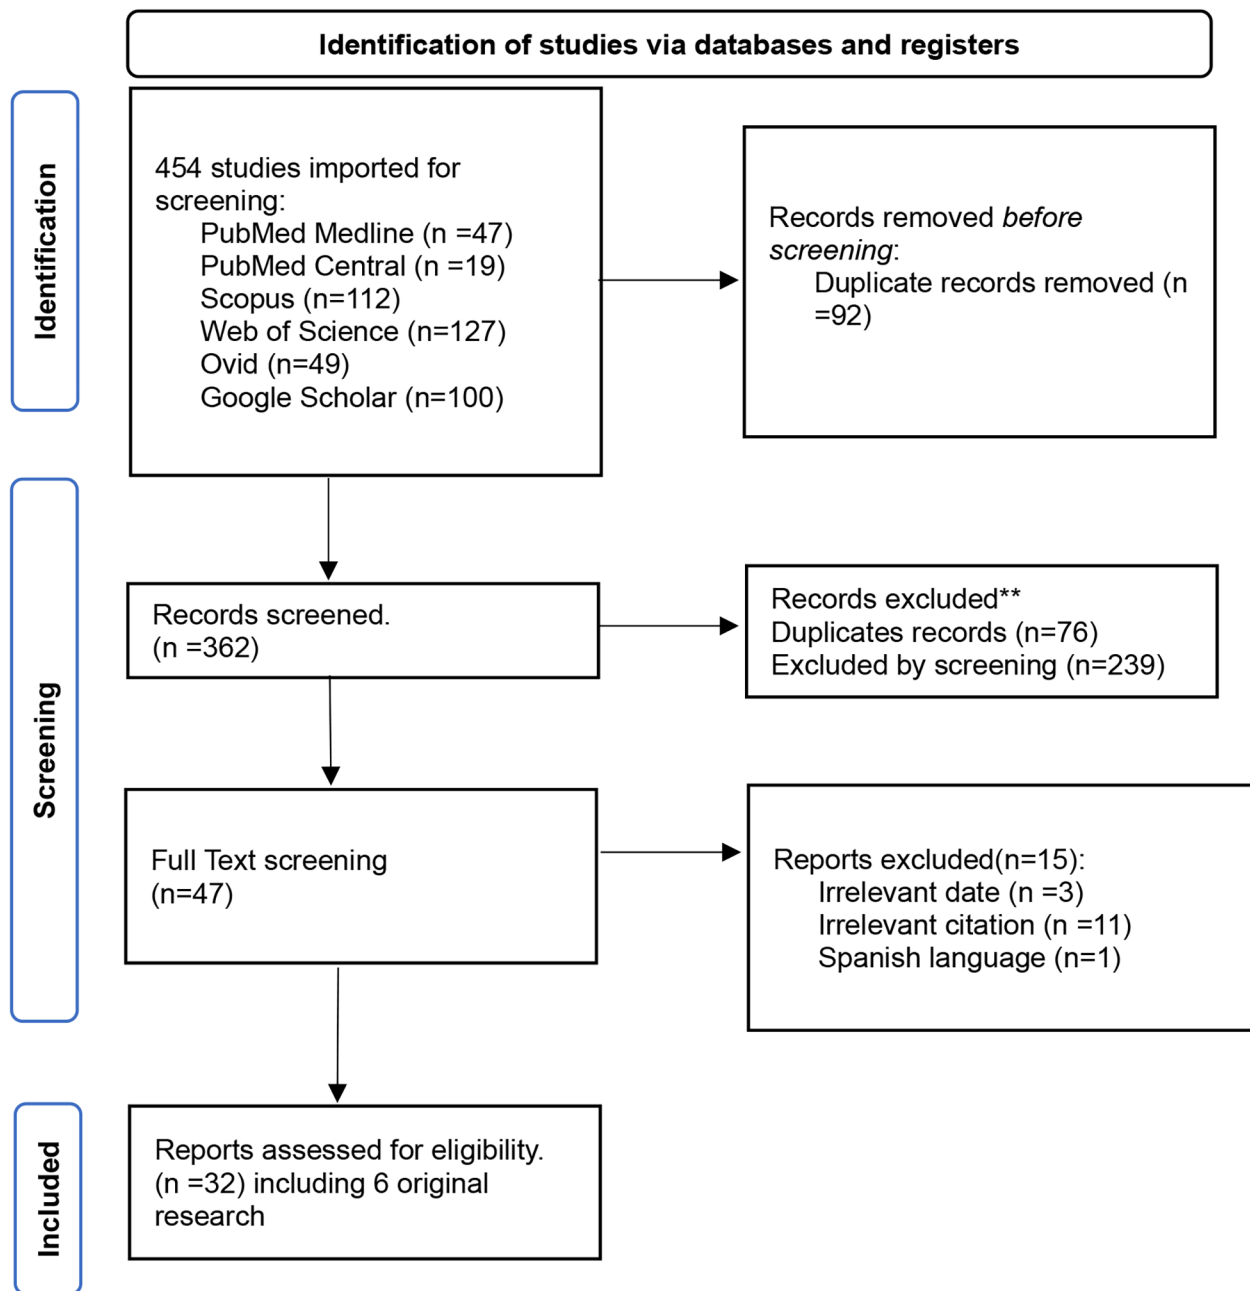 Identification of studies via databases and registers
Identification
454 studies imported for
screening:
PubMed Medline (n =47)
PubMed Central (n =19)
Scopus (n=112)
Web of Science (n=127)
Ovid (n=49)
Google Scholar (n=100)
Records removed before
screening:
Duplicate records removed (n
=92)
Screening
Records screened.
(n =362)
Records excluded**
Duplicates records (n=76)
Excluded by screening (n=239)
Full Text screening
(n=47)
Reports excluded(n=15):
Irrelevant date (n =3)
Irrelevant citation (n =11)
Spanish language (n=1)
Included
Reports assessed for eligibility.
(n =32) including 6 original
research